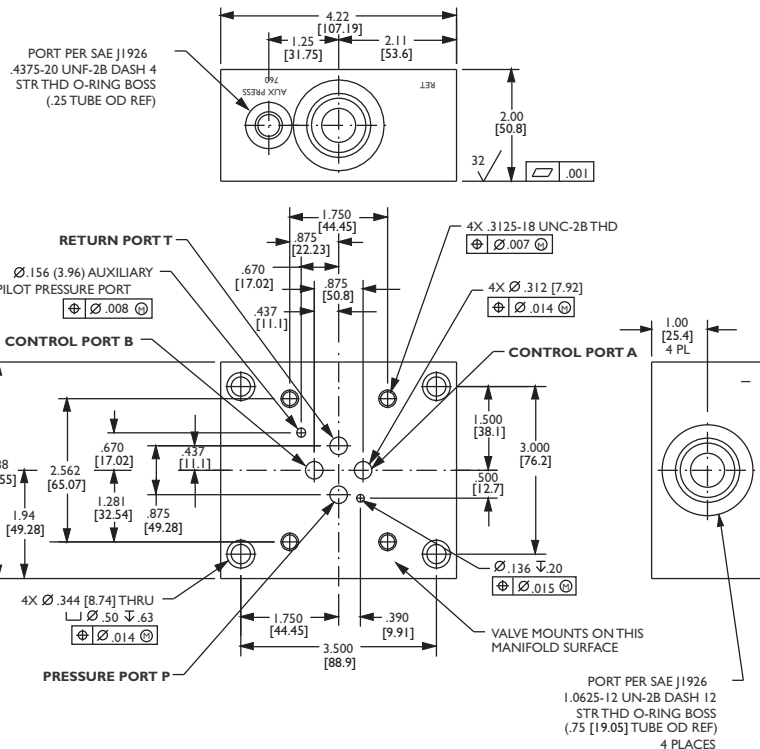 4.22
[107.19]
1.25
[31.75]
2.11
[53.6]
PORT PER SAE J1926
.4375-20 UNF-2B DASH 4
STR THD O-RING BOSS
(.25 TUBE OD REF)
AUX PRESS
760
RET
2.00
[50.8]
32
.001
1.750
[44.45]
.875
[22.23]
RETURN PORT T
4X .3125-18 UNC-2B THD
Ø .007 Ⓜ
Ø .156 (3.96) AUXILIARY
PILOT PRESSURE PORT
Ø .008 Ⓜ
.670
[17.02]
.875
[50.8]
4X Ø .312 [7.92]
Ø .014 Ⓜ
.437
[11.1]
CONTROL PORT B
CONTROL PORT A
1.00
[25.4]
4 PL
1.500
[38.1]
3.000
[76.2]
.670
[17.02]
.437
[11.1]
2.562
[65.07]
.500
[12.7]
1.281
[32.54]
.875
[49.28]
1.94
[49.28]
Ø .136 ↧ .20
Ø .015 Ⓜ
4X Ø .344 [8.74] THRU
⌴ Ø .50 ↧ .63
Ø .014 Ⓜ
1.750
[44.45]
.390
[9.91]
3.500
[88.9]
VALVE MOUNTS ON THIS
MANIFOLD SURFACE
PRESSURE PORT P
PORT PER SAE J1926
1.0625-12 UN-2B DASH 12
STR THD O-RING BOSS
(.75 [19.05] TUBE OD REF)
4 PLACES